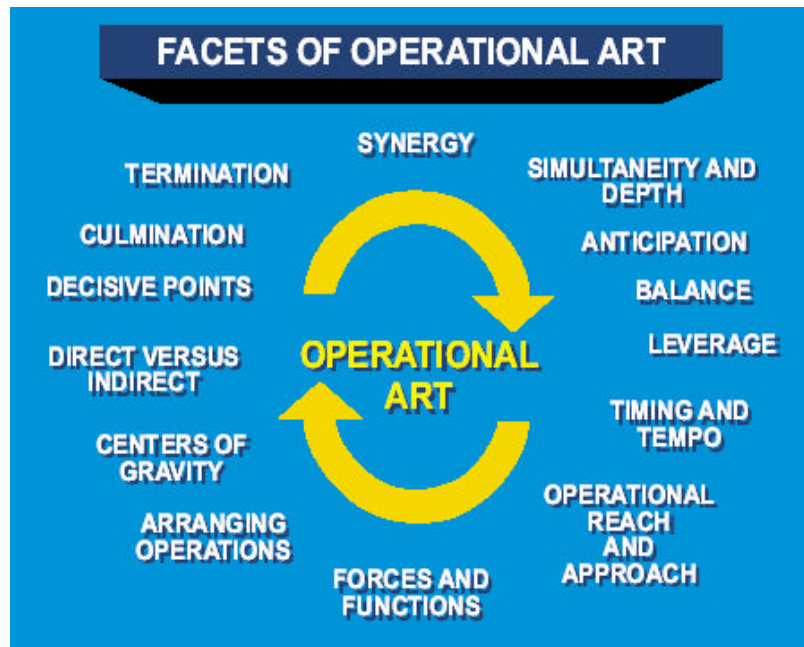 FACETS OF OPERATIONAL ART
SYNERGY
SIMULTANEITY AND
DEPTH
ANTICIPATION
BALANCE
LEVERAGE
TIMING AND
TEMPO
OPERATIONAL
REACH
AND
APPROACH
FORCES AND
FUNCTIONS
ARRANGING
OPERATIONS
CENTERS OF
GRAVITY
DIRECT VERSUS
INDIRECT
DECISIVE POINTS
CULMINATION
TERMINATION
OPERATIONAL
ART